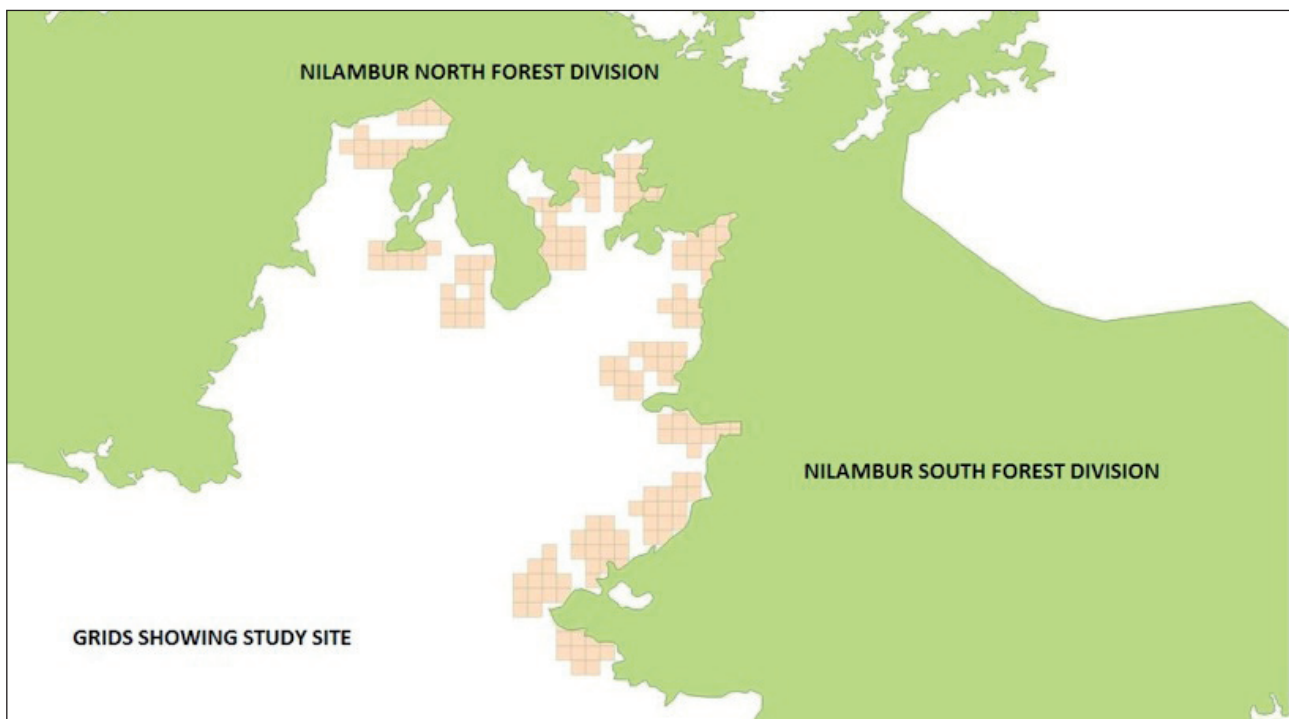 NILAMBUR NORTH FOREST DIVISION
NILAMBUR SOUTH FOREST DIVISION
GRIDS SHOWING STUDY SITE